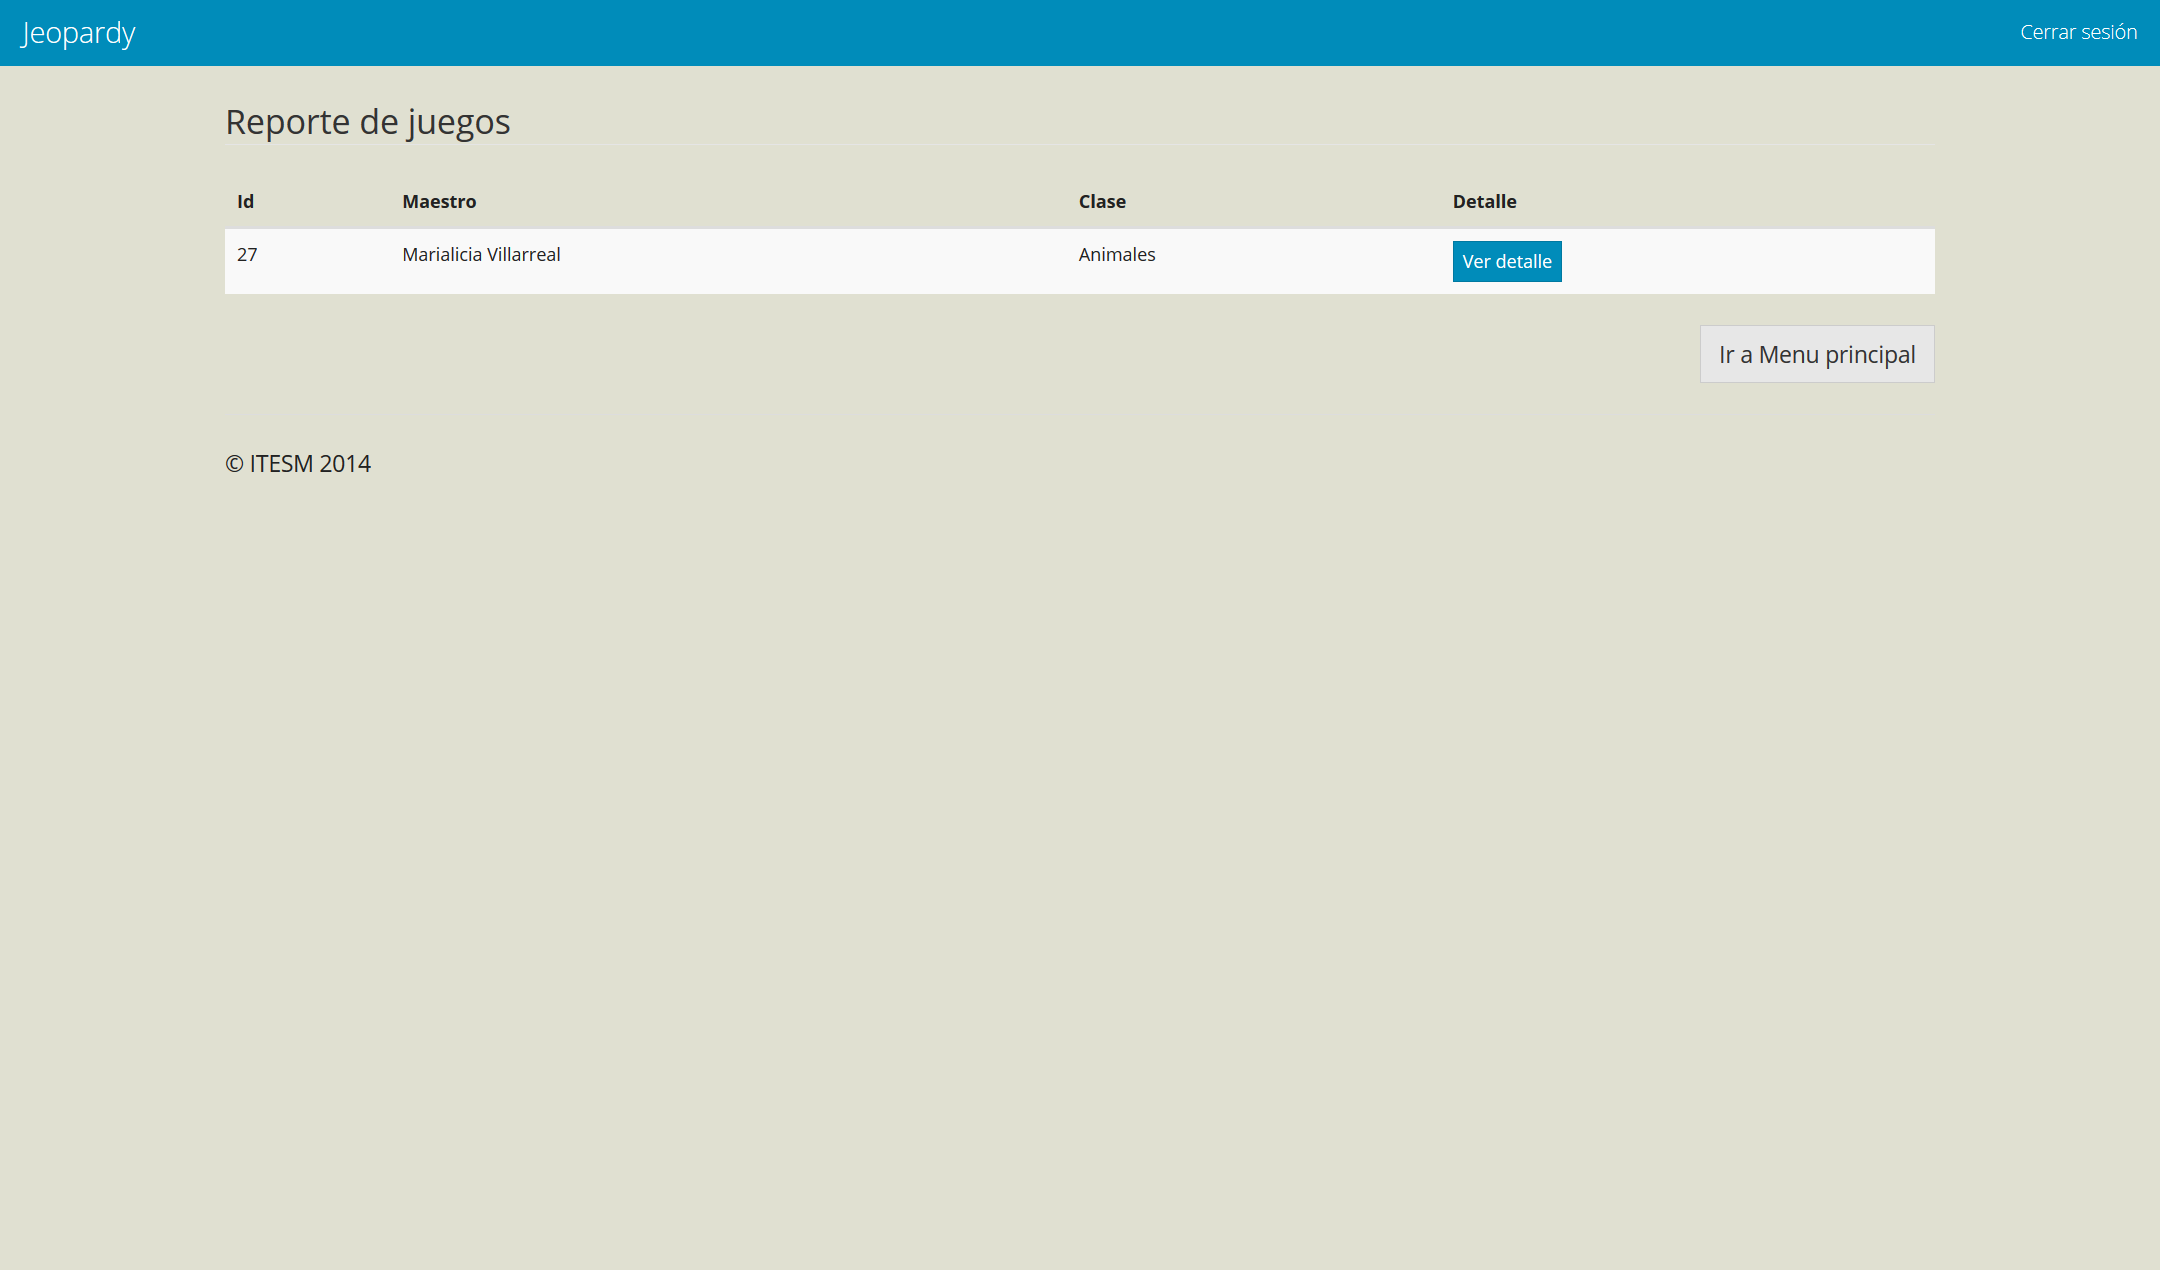 Jeopardy Cerrar sesión
Reporte de juegos
Id Maestro Clase Detalle
27 Marialicia Villarreal Animales Ver detalle
Ir a Menu principal
© ITESM 2014